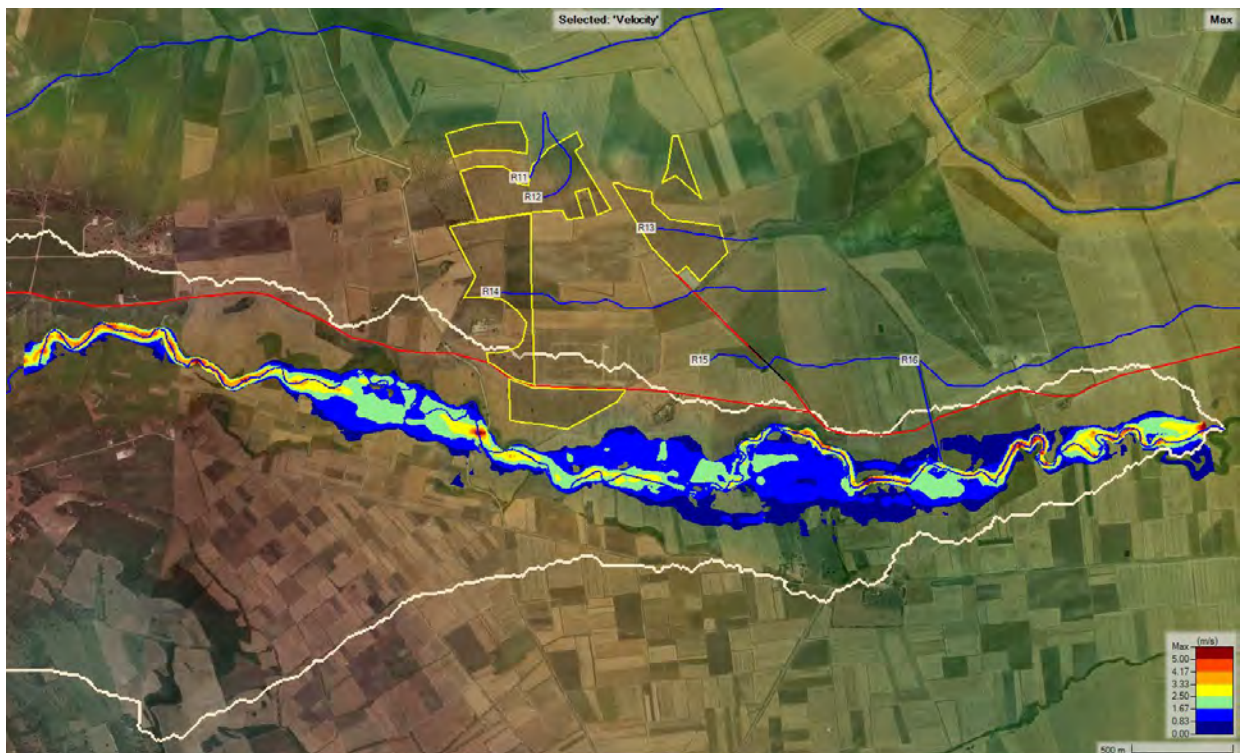 Selected: 'Velocity'
Max
R11
R12
R13
R14
R15
R16
(m/s)
Max
5.00
4.17
3.33
2.50
1.67
0.83
0.00
500 m